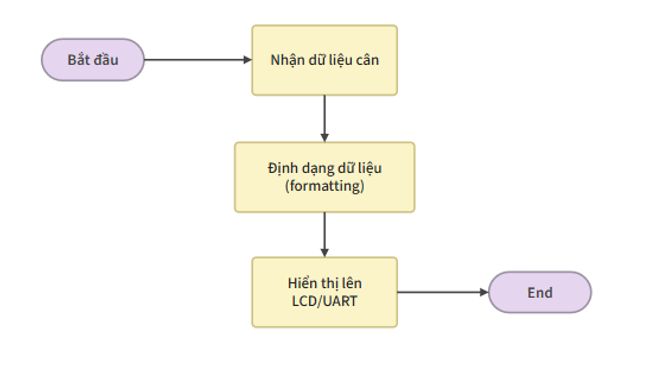 Bắt đầu
Nhận dữ liệu cân
Định dạng dữ liệu
(formatting)
Hiển thị lên
LCD/UART
End